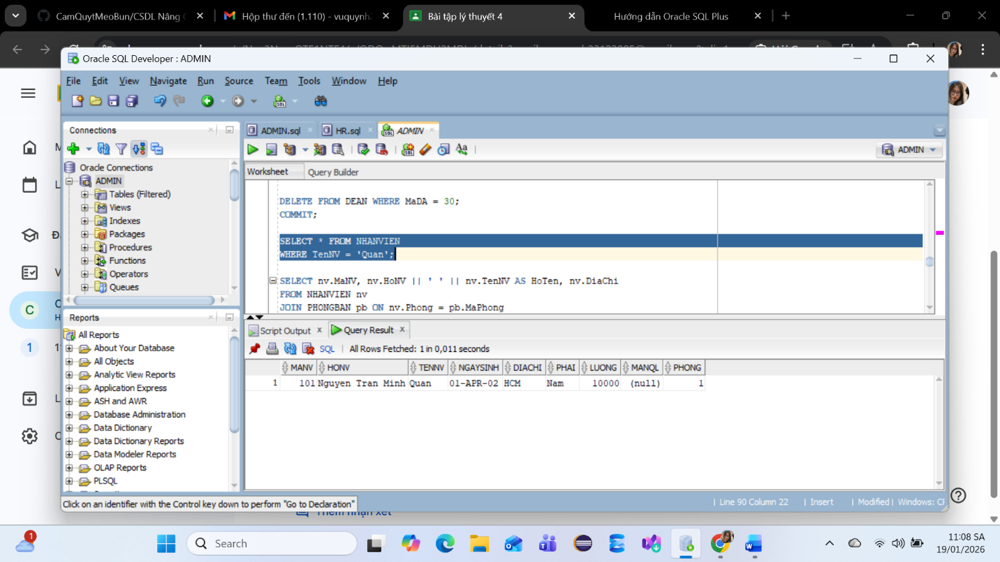 CamQuytMeoBun/CSDL Nâng C
Hộp thư đến (1.110) - vuquynh
Bài tập lý thuyết 4
Hướng dẫn Oracle SQL Plus
Oracle SQL Developer : ADMIN
File Edit View Navigate Run Source Team Tools Window Help
Connections
ADMIN.sql
HR.sql
ADMIN
ADMIN
Worksheet
Query Builder
Oracle Connections
ADMIN
Tables (Filtered)
Views
Indexes
Packages
Procedures
Functions
Operators
Queues
DELETE FROM DEAN WHERE MaDA = 30;
COMMIT;
SELECT * FROM NHANVIEN
WHERE TenNV = 'Quan';
SELECT nv.MaNV, nv.HoNV || ' ' || nv.TenNV AS HoTen, nv.DiaChi
FROM NHANVIEN nv
JOIN PHONGBAN pb ON nv.Phong = pb.MaPhong
Reports
All Reports
About Your Database
All Objects
Analytic View Reports
Application Express
ASH and AWR
Database Administration
Data Dictionary
Data Dictionary Reports
Data Modeler Reports
OLAP Reports
PLSQL
Script Output
Query Result
SQL | All Rows Fetched: 1 in 0,011 seconds
MANV HONV TENNV NGAYSINH DIACHI PHAI LUONG MANQL PHONG
1 101 Nguyen Tran Minh Quan 01-APR-02 HCM Nam 10000 (null) 1
Click on an identifier with the Control key down to perform "Go to Declaration"
| Line 90 Column 22 | Insert | Modified | Windows: CF
Thêm nhận xét
C
1
1
Search
11:08 SA
19/01/2026